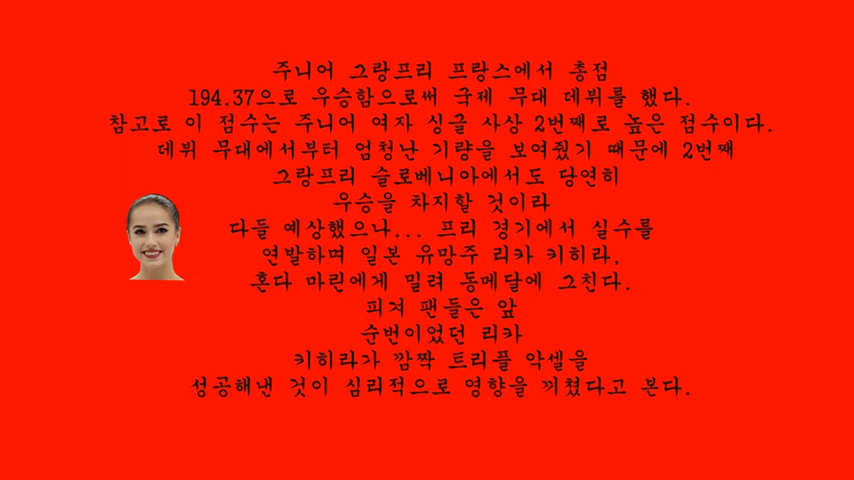 주니어 그랑프리 프랑스에서 총점
194.37으로 우승함으로써 국제 무대 데뷔를 했다.
참고로 이 점수는 주니어 여자 싱글 사상 2번째로 높은 점수이다.
데뷔 무대에서부터 엄청난 기량을 보여줬기 때문에 2번째
그랑프리 슬로베니아에서도 당연히
우승을 차지할 것이라
다들 예상했으나... 프리 경기에서 실수를
연발하며 일본 유망주 리카 키히라,
혼다 마린에게 밀려 동메달에 그친다.
피겨 팬들은 앞
순번이었던 리카
키히라가 깜짝 트리플 악셀을
성공해낸 것이 심리적으로 영향을 끼쳤다고 본다.